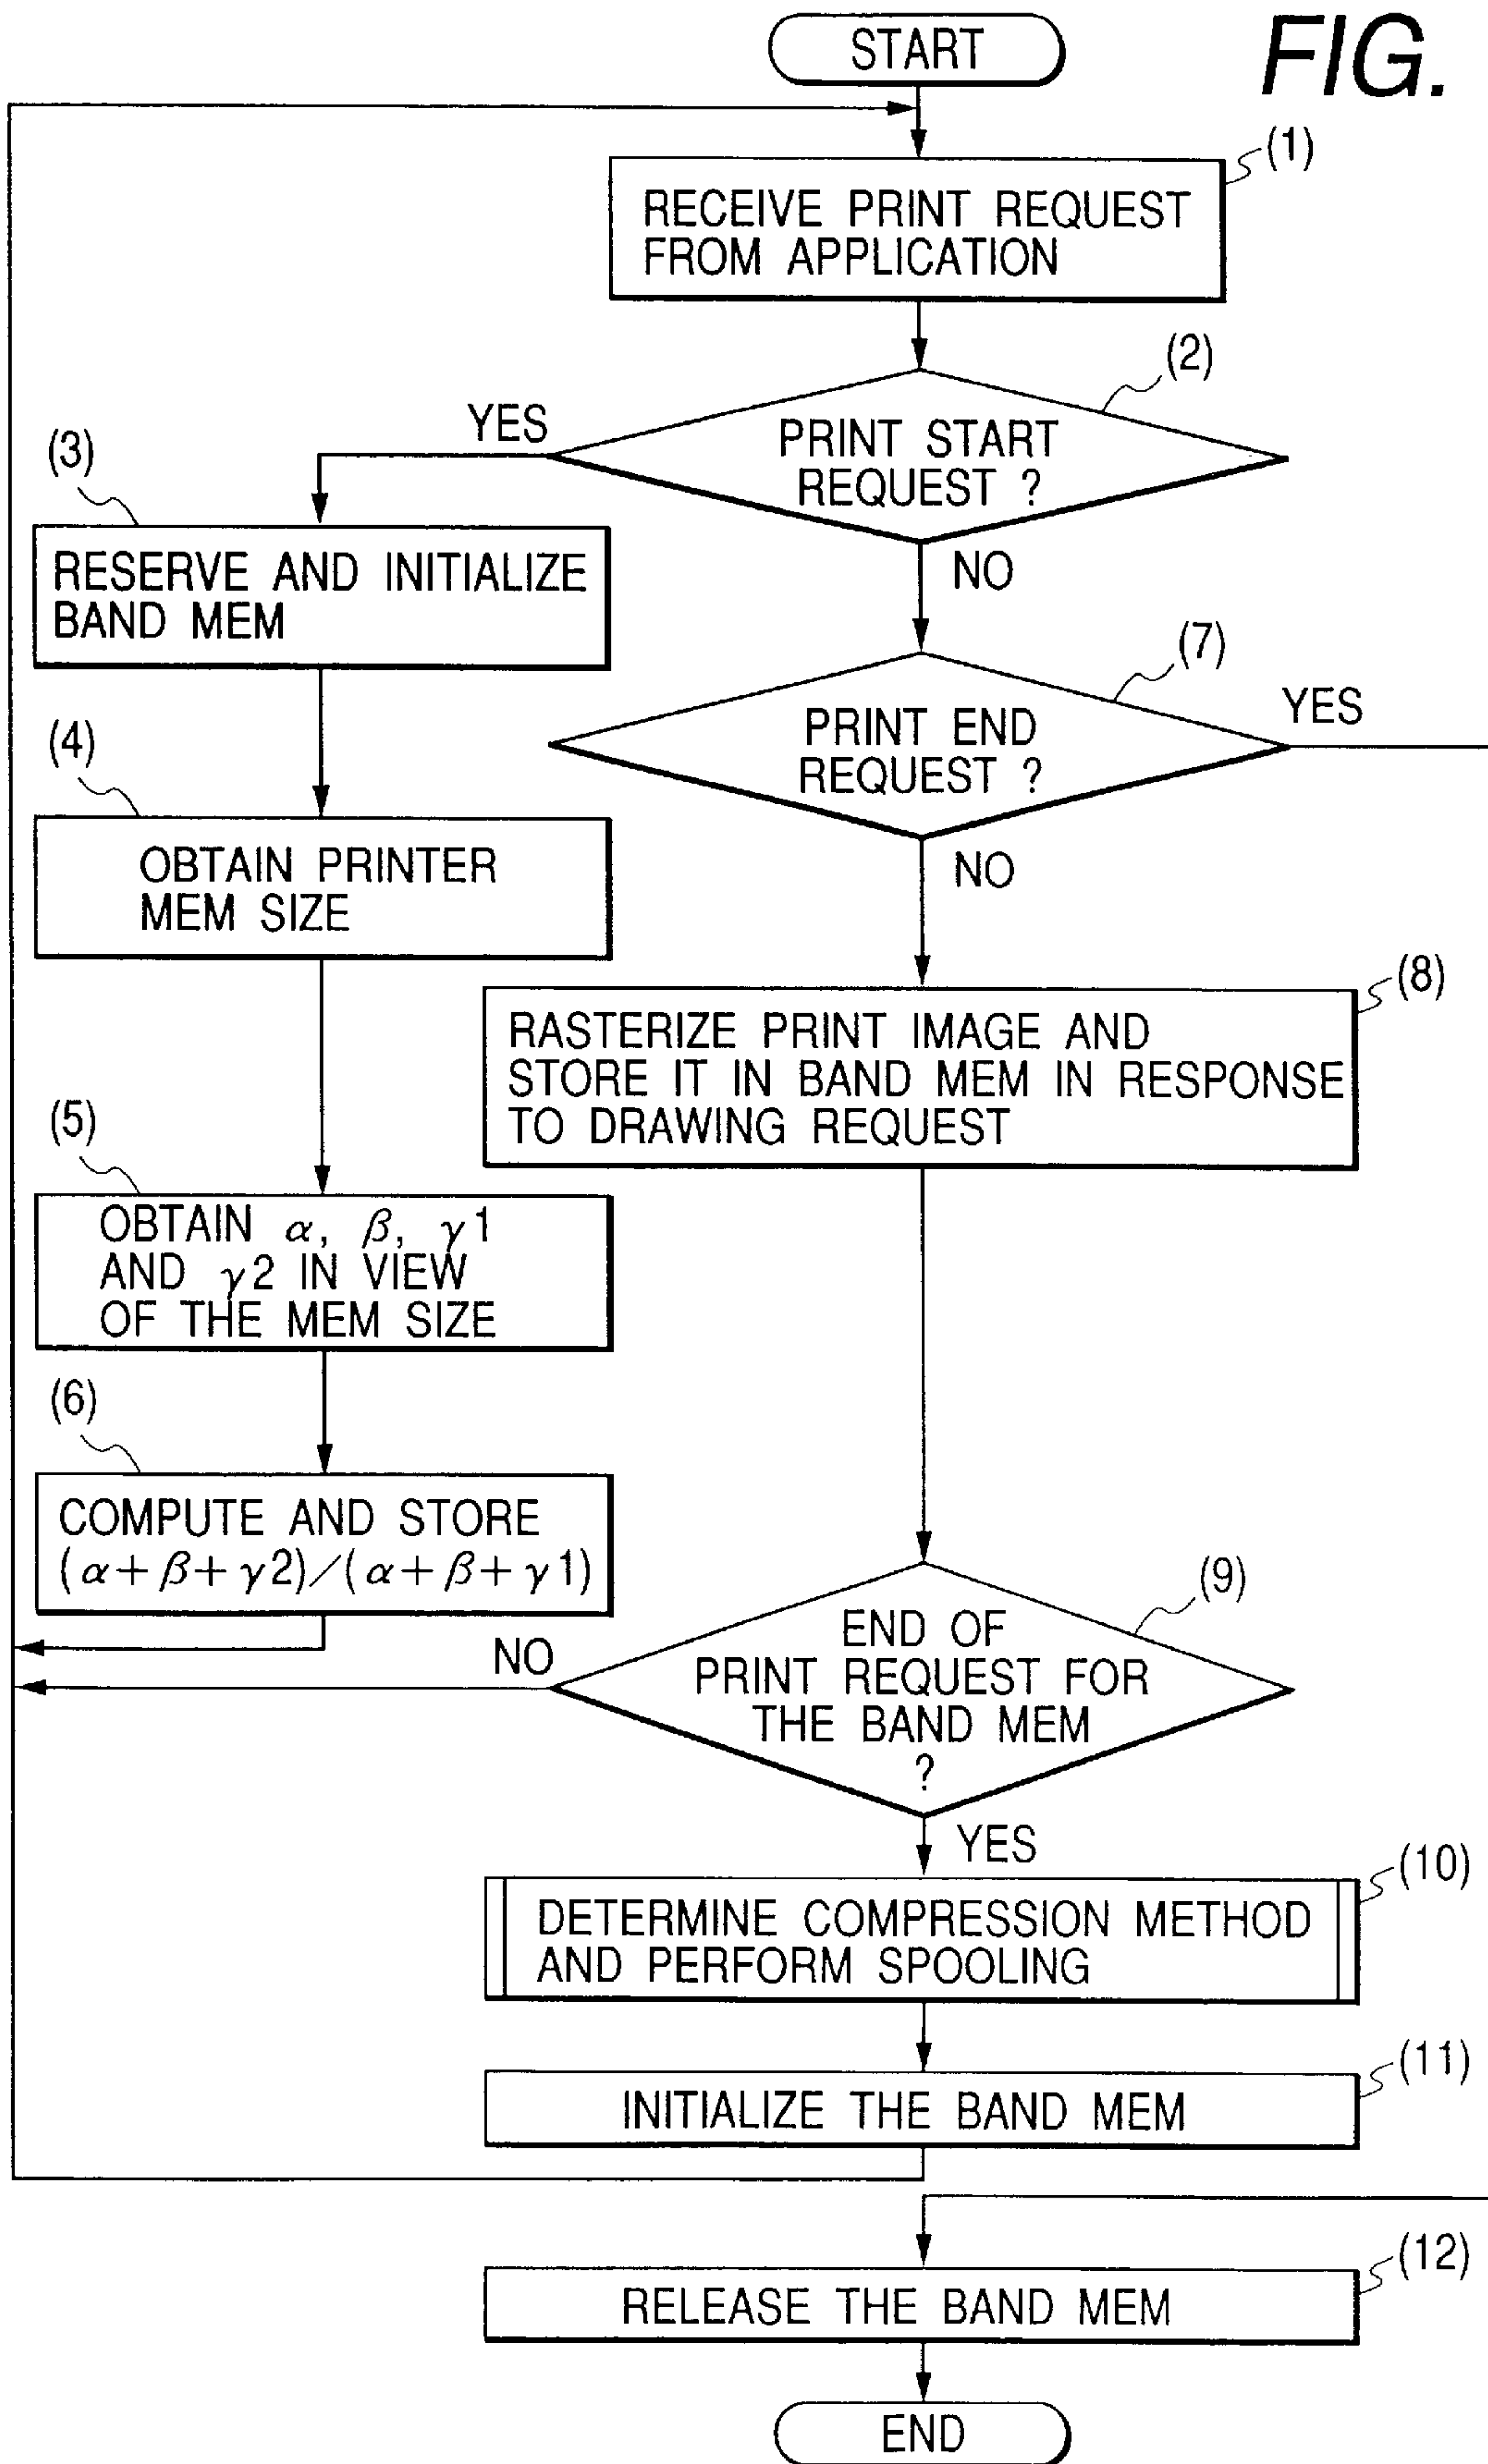 FIG.
START
(1)
RECEIVE PRINT REQUEST
FROM APPLICATION
(2)
YES
PRINT START
REQUEST ?
NO
(3)
RESERVE AND INITIALIZE
BAND MEM
(4)
OBTAIN PRINTER
MEM SIZE
(5)
OBTAIN α, β, γ1
AND γ2 IN VIEW
OF THE MEM SIZE
(6)
COMPUTE AND STORE
(α+β+γ2)/(α+β+γ1)
(7)
YES
PRINT END
REQUEST ?
NO
(8)
RASTERIZE PRINT IMAGE AND
STORE IT IN BAND MEM IN RESPONSE
TO DRAWING REQUEST
(9)
NO
END OF
PRINT REQUEST FOR
THE BAND MEM
?
YES
(10)
DETERMINE COMPRESSION METHOD
AND PERFORM SPOOLING
(11)
INITIALIZE THE BAND MEM
(12)
RELEASE THE BAND MEM
END